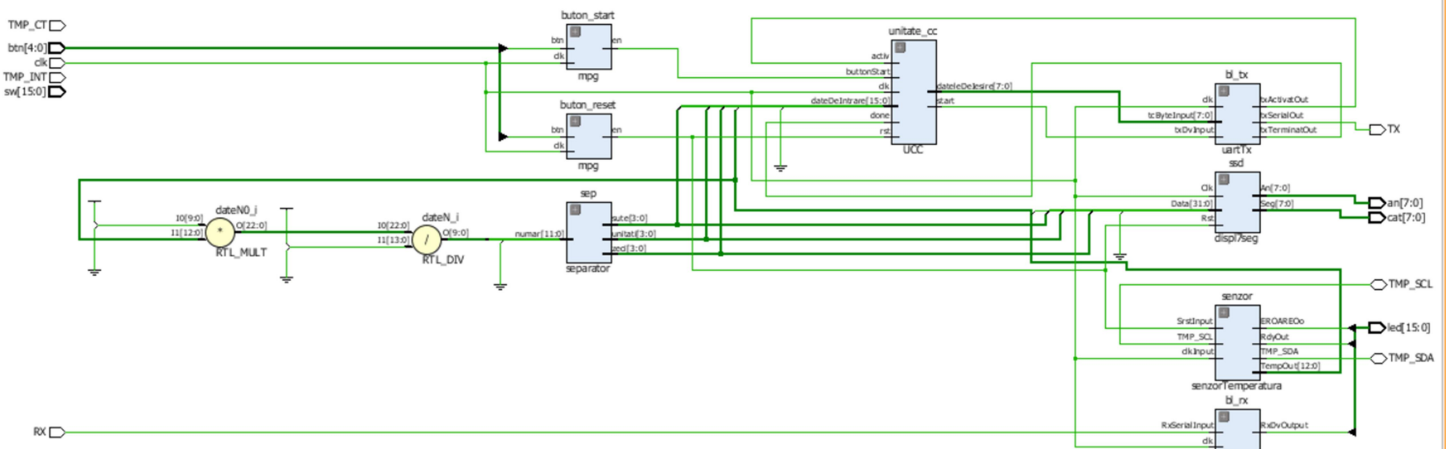 TMP_CT
btn[4:0]
clk
TMP_INT
sw[15:0]
RX
buton_start
btn
clk
en
mpg
buton_reset
btn
clk
en
mpg
dateN0_i
I0[9:0]
I1[12:0]
*
O[22:0]
RTL_MULT
dateN_i
I0[22:0]
I1[13:0]
/
O[9:0]
RTL_DIV
sep
numar[11:0]
sute[3:0]
unitati[3:0]
zeci[3:0]
separator
unitate_cc
activ
buttonStart
clk
dateDeIntrare[15:0]
done
rst
dateleDeIesire[7:0]
start
UCC
bl_tx
clk
tcByteInput[7:0]
txDvInput
txActivatOut
txSerialOut
txTerminatOut
uartTx
TX
ssd
Clk
Data[31:0]
Rst
An[7:0]
Seg[7:0]
displ7seg
an[7:0]
cat[7:0]
TMP_SCL
senzor
SrstInput
TMP_SCL
clkInput
EROAREOo
RdyOut
TMP_SDA
TempOut[12:0]
senzorTemperatura
led[15:0]
TMP_SDA
bl_rx
RxSerialInput
clk
RxDvOutput